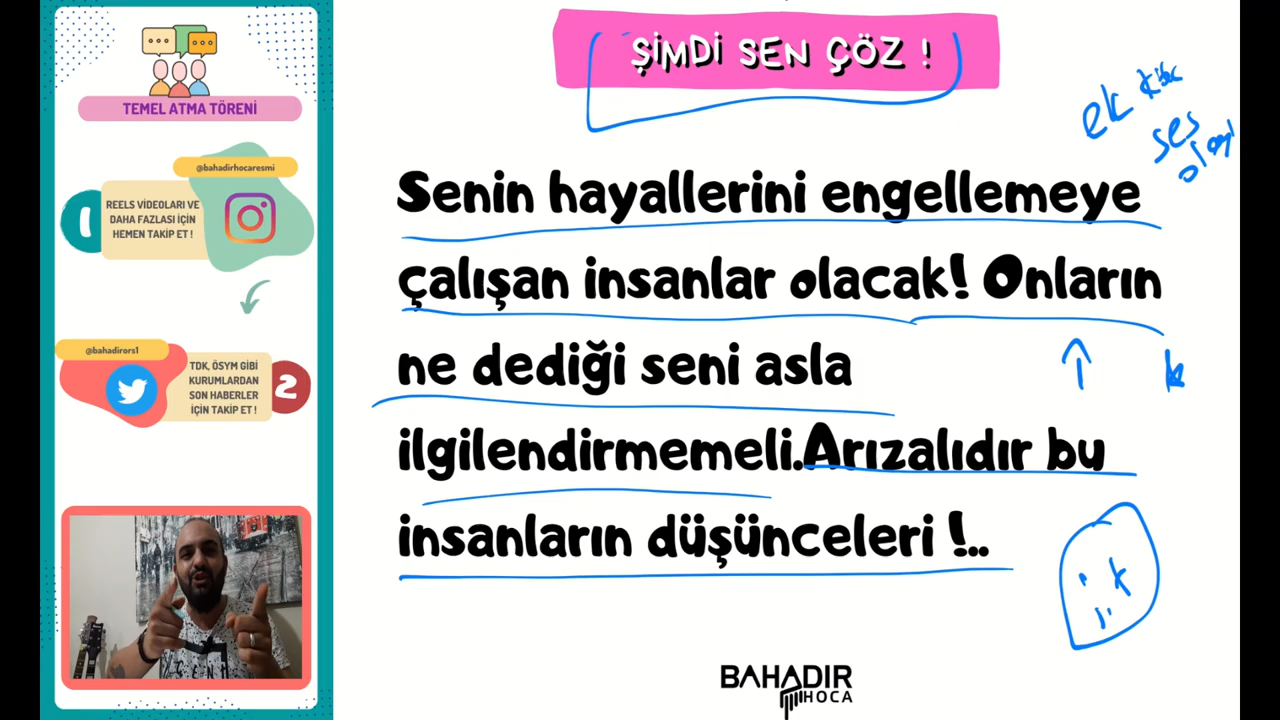 TEMEL ATMA TÖRENİ
@bahadirhocaresmi
1
REELS VİDEOLARI VE
DAHA FAZLASI İÇİN
HEMEN TAKİP ET !
@bahadirors1
TDK, ÖSYM GİBİ
KURUMLARDAN
SON HABERLER
İÇİN TAKİP ET !
2
ŞİMDİ SEN ÇÖZ !
ek kök
ses
Senin hayallerini engellemeye
çalışan insanlar olacak! Onların
ne dediği seni asla
ilgilendirmemeli.Arızalıdır bu
insanların düşünceleri !..
k
BAHADIR
HOCA